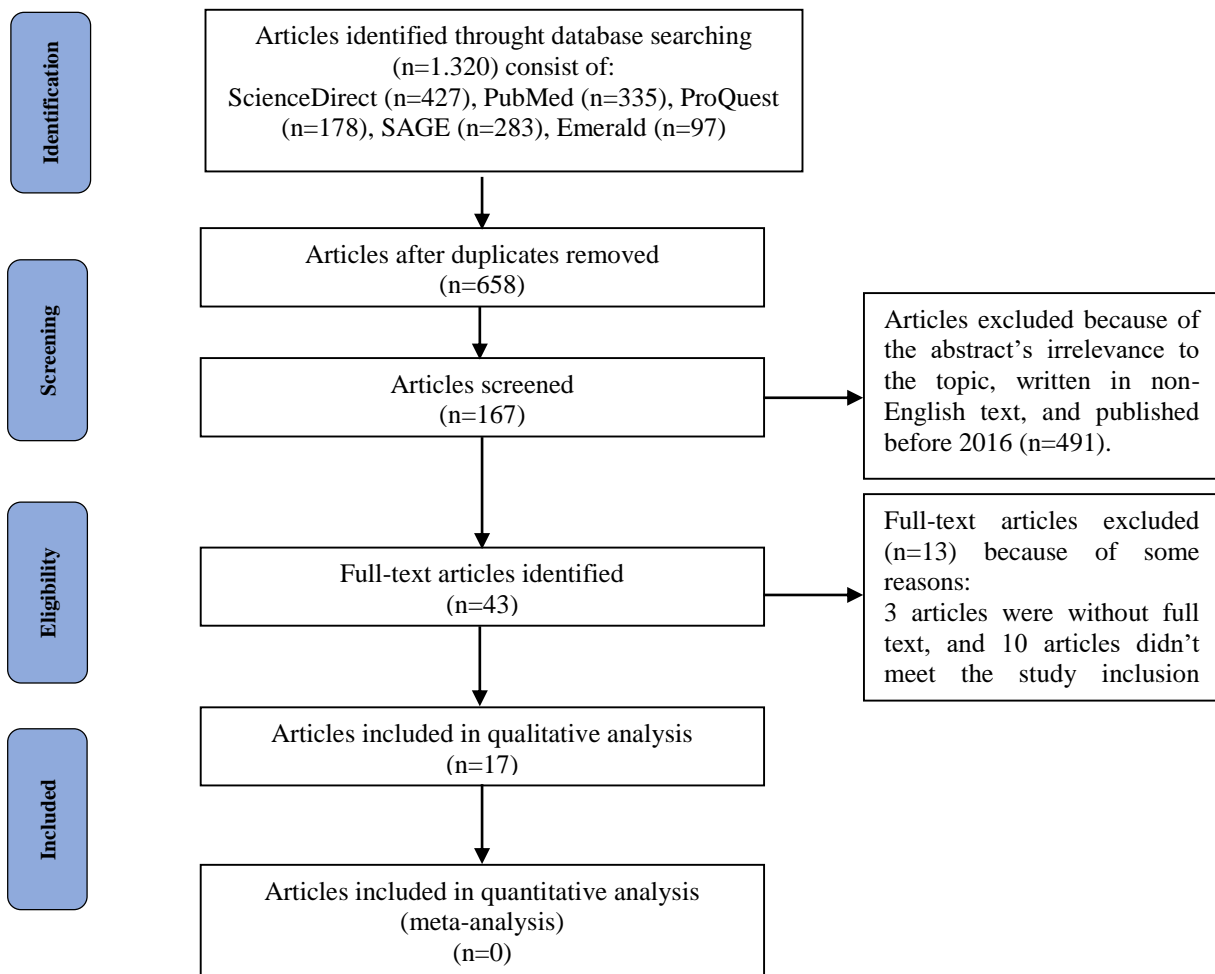 Identification
Articles identified throught database searching
(n=1.320) consist of:
ScienceDirect (n=427), PubMed (n=335), ProQuest
(n=178), SAGE (n=283), Emerald (n=97)
Screening
Articles after duplicates removed
(n=658)
Articles screened
(n=167)
Articles excluded because of
the abstract’s irrelevance to
the topic, written in non-
English text, and published
before 2016 (n=491).
Eligibility
Full-text articles identified
(n=43)
Full-text articles excluded
(n=13) because of some
reasons:
3 articles were without full
text, and 10 articles didn’t
meet the study inclusion
Included
Articles included in qualitative analysis
(n=17)
Articles included in quantitative analysis
(meta-analysis)
(n=0)